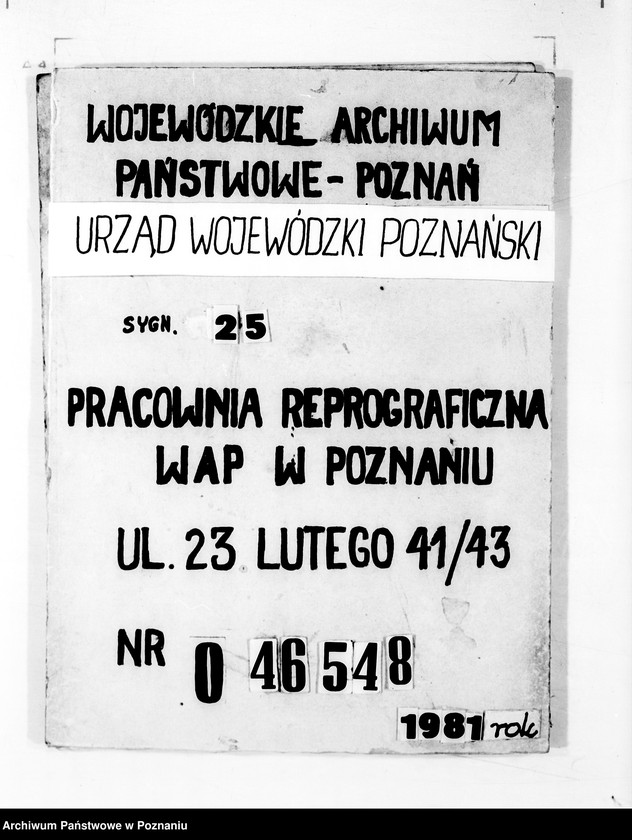 WOJEWÓDZKIE ARCHIWUM
PAŃSTWOWE - POZNAŃ
URZĄD WOJEWÓDZKI POZNAŃSKI
SYGN. 25
PRACOWNIA REPROGRAFICZNA
WAP W POZNANIU
UL. 23 LUTEGO 41/43
NR 0 46548
1981 rok
Archiwum Państwowe w Poznaniu